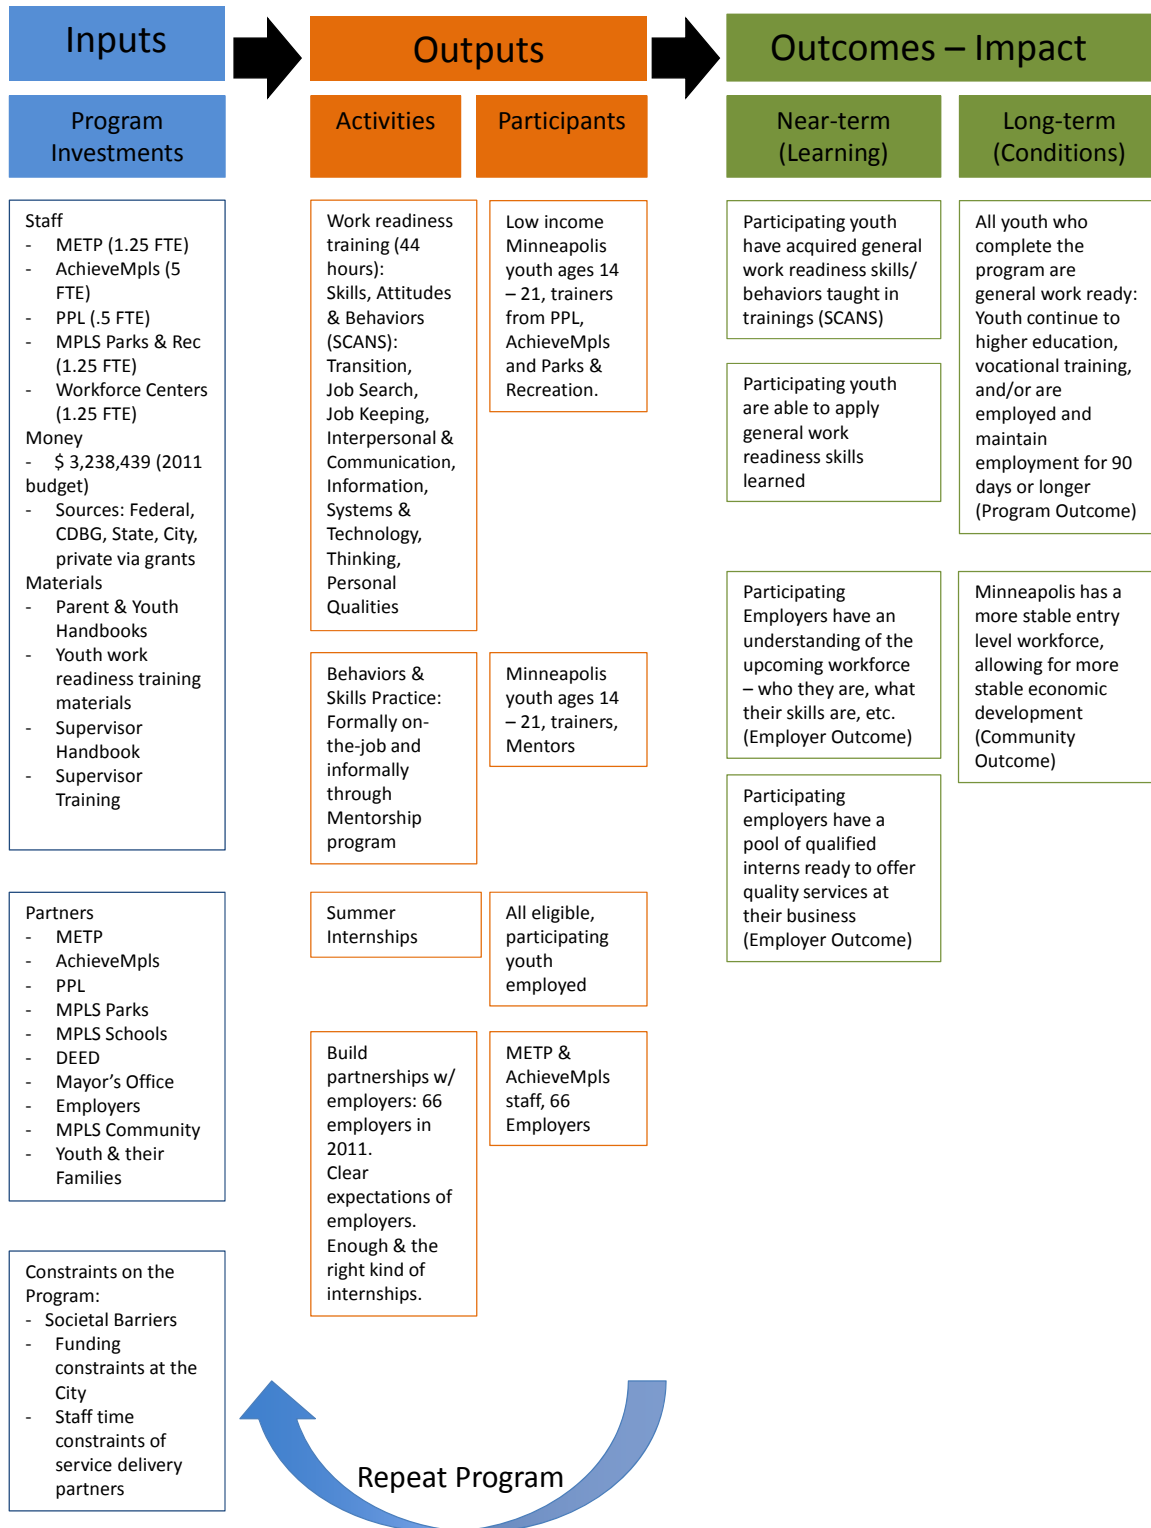 Inputs
Outputs
Outcomes – Impact
Program
Investments
Activities
Participants
Near-term
(Learning)
Long-term
(Conditions)
Staff
- METP (1.25 FTE)
- AchieveMpls (5
FTE)
- PPL (.5 FTE)
- MPLS Parks & Rec
(1.25 FTE)
- Workforce Centers
(1.25 FTE)
Money
- $ 3,238,439 (2011
budget)
- Sources: Federal,
CDBG, State, City,
private via grants
Materials
- Parent & Youth
Handbooks
- Youth work
readiness training
materials
- Supervisor
Handbook
- Supervisor
Training
Partners
- METP
- AchieveMpls
- PPL
- MPLS Parks
- MPLS Schools
- DEED
- Mayor’s Office
- Employers
- MPLS Community
- Youth & their
Families
Constraints on the
Program:
- Societal Barriers
- Funding
constraints at the
City
- Staff time
constraints of
service delivery
partners
Work readiness
training (44
hours):
Skills, Attitudes
& Behaviors
(SCANS):
Transition,
Job Search,
Job Keeping,
Interpersonal &
Communication,
Information,
Systems &
Technology,
Thinking,
Personal
Qualities
Behaviors &
Skills Practice:
Formally on-
the-job and
informally
through
Mentorship
program
Summer
Internships
Build
partnerships w/
employers: 66
employers in
2011.
Clear
expectations of
employers.
Enough & the
right kind of
internships.
Low income
Minneapolis
youth ages 14
– 21, trainers
from PPL,
AchieveMpls
and Parks &
Recreation.
Minneapolis
youth ages 14
– 21, trainers,
Mentors
All eligible,
participating
youth
employed
METP &
AchieveMpls
staff, 66
Employers
Participating youth
have acquired general
work readiness skills/
behaviors taught in
trainings (SCANS)
Participating youth
are able to apply
general work
readiness skills
learned
Participating
Employers have an
understanding of the
upcoming workforce
– who they are, what
their skills are, etc.
(Employer Outcome)
Participating
employers have a
pool of qualified
interns ready to offer
quality services at
their business
(Employer Outcome)
All youth who
complete the
program are
general work ready:
Youth continue to
higher education,
vocational training,
and/or are
employed and
maintain
employment for 90
days or longer
(Program Outcome)
Minneapolis has a
more stable entry
level workforce,
allowing for more
stable economic
development
(Community
Outcome)
Repeat Program